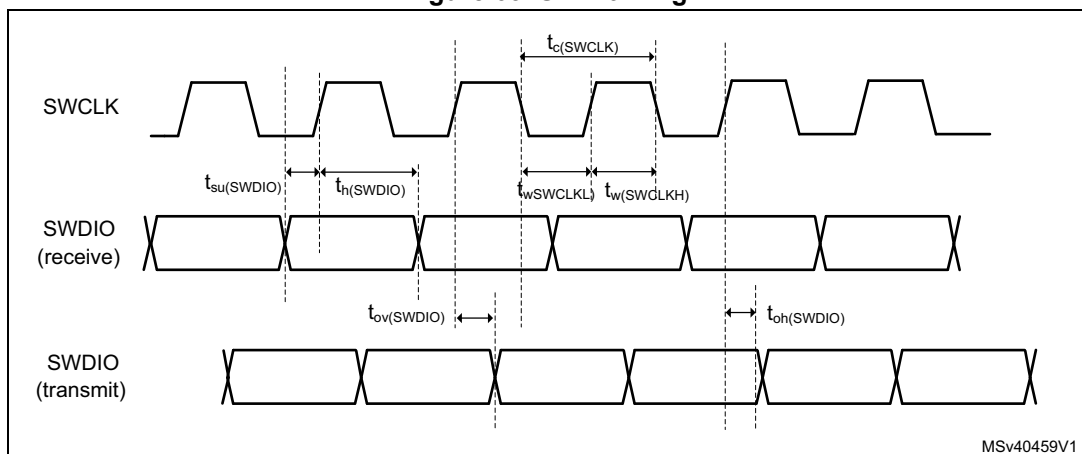 tc(SWCLK)
SWCLK
tsu(SWDIO) th(SWDIO) twSWCLKL) tw(SWCLKH)
SWDIO
(receive)
tov(SWDIO) toh(SWDIO)
SWDIO
(transmit)
MSv40459V1